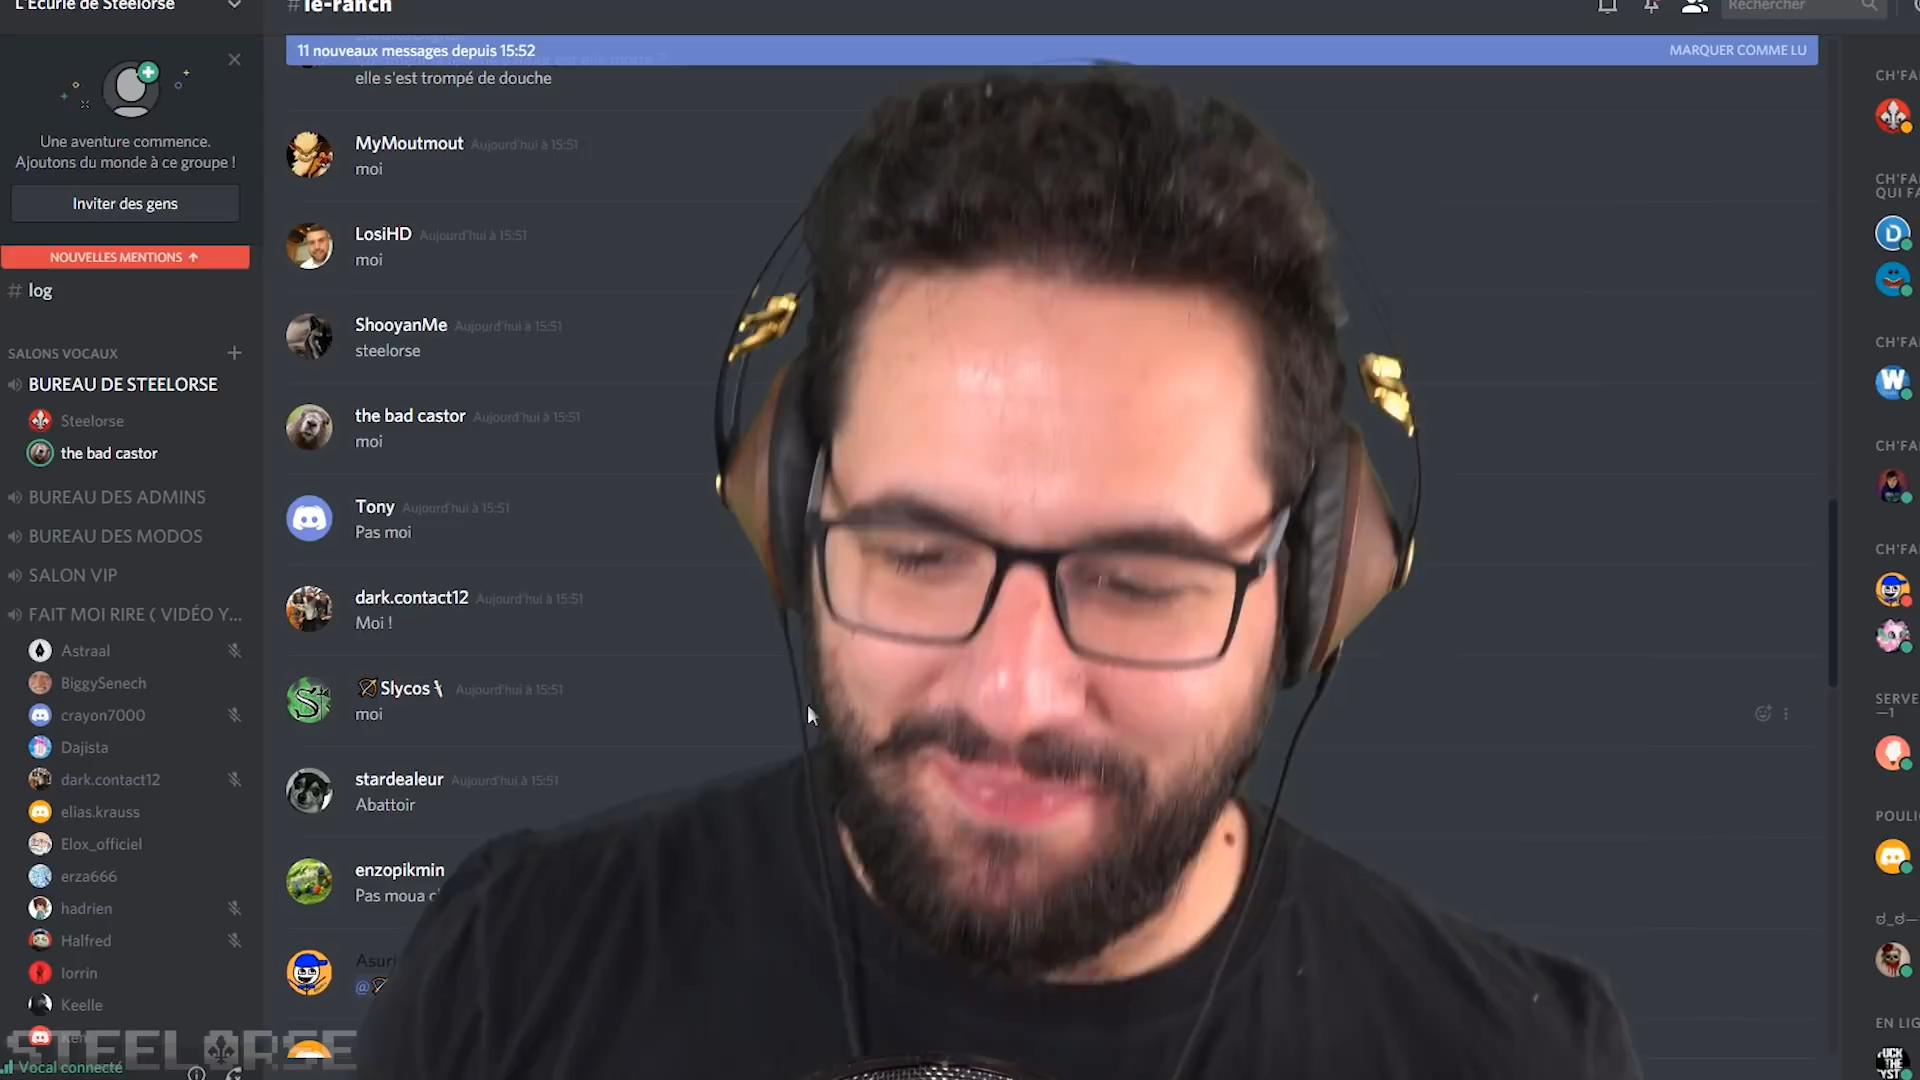 L'Ecurie de Steelorse
Une aventure commence.
Ajoutons du monde à ce groupe !
Inviter des gens
NOUVELLES MENTIONS ↑
# log
SALONS VOCAUX
BUREAU DE STEELORSE
Steelorse
the bad castor
BUREAU DES ADMINS
BUREAU DES MODOS
SALON VIP
FAIT MOI RIRE ( VIDÉO Y...
Astraal
BiggySenech
crayon7000
Dajista
dark.contact12
elias.krauss
Elox_officiel
erza666
hadrien
Halfred
lorrin
Keelle
STEELORSE
Vocal connecté
# le-ranch
Rechercher
11 nouveaux messages depuis 15:52
MARQUER COMME LU
elle s'est trompé de douche
MyMoutmout Aujourd'hui à 15:51
moi
LosiHD Aujourd'hui à 15:51
moi
ShooyanMe Aujourd'hui à 15:51
steelorse
the bad castor Aujourd'hui à 15:51
moi
Tony Aujourd'hui à 15:51
Pas moi
dark.contact12 Aujourd'hui à 15:51
Moi !
Slycos Aujourd'hui à 15:51
moi
stardealeur Aujourd'hui à 15:51
Abattoir
enzopikmin
Pas moua c
Asuri
@
CH'FA
CH'FA
QUI FA
CH'FA
CH'FA
CH'FA
SERVE
—1
POULI
EN LIG